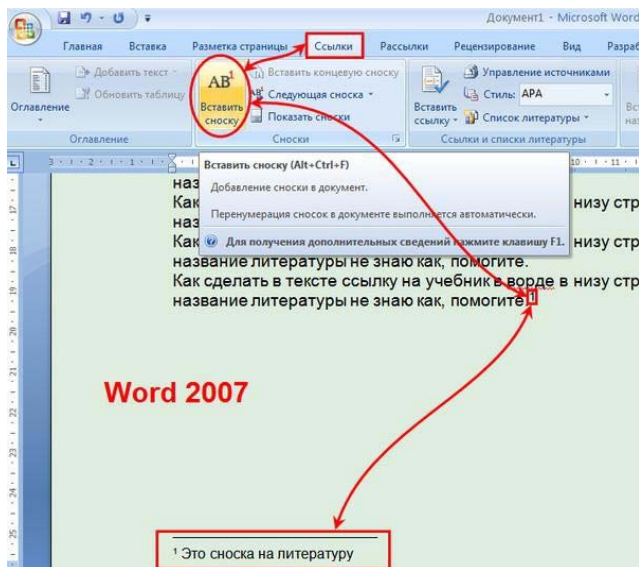 Документ1 - Microsoft Word
Главная Вставка Разметка страницы Ссылки Рассылки Рецензирование Вид
Оглавление
Добавить текст
Обновить таблицу
Оглавление
AB¹
Вставить сноску
Вставить концевую сноску
Следующая сноска
Показать сноски
Сноски
Вставить ссылку
Управление источниками
Стиль: APA
Список литературы
Ссылки и списки литературы
Вставить сноску (Alt+Ctrl+F)
Добавление сноски в документ.
Перенумерация сносок в документе выполняется автоматически.
Для получения дополнительных сведений нажмите клавишу F1.
Как низу
Как низу
название литературы не знаю как, помогите.
Как сделать в тексте ссылку на учебник в ворде в низу
название литературы не знаю как, помогите.¹
Word 2007
¹ Это сноска на литературу